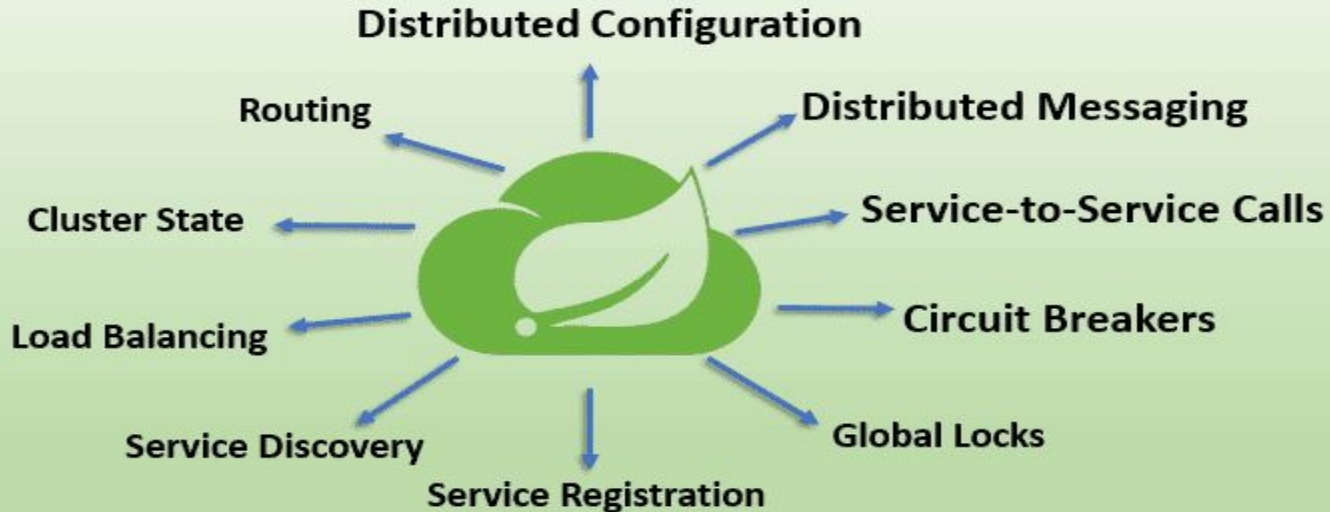 Distributed Configuration
Routing
Distributed Messaging
Cluster State
Service-to-Service Calls
Load Balancing
Circuit Breakers
Service Discovery
Global Locks
Service Registration